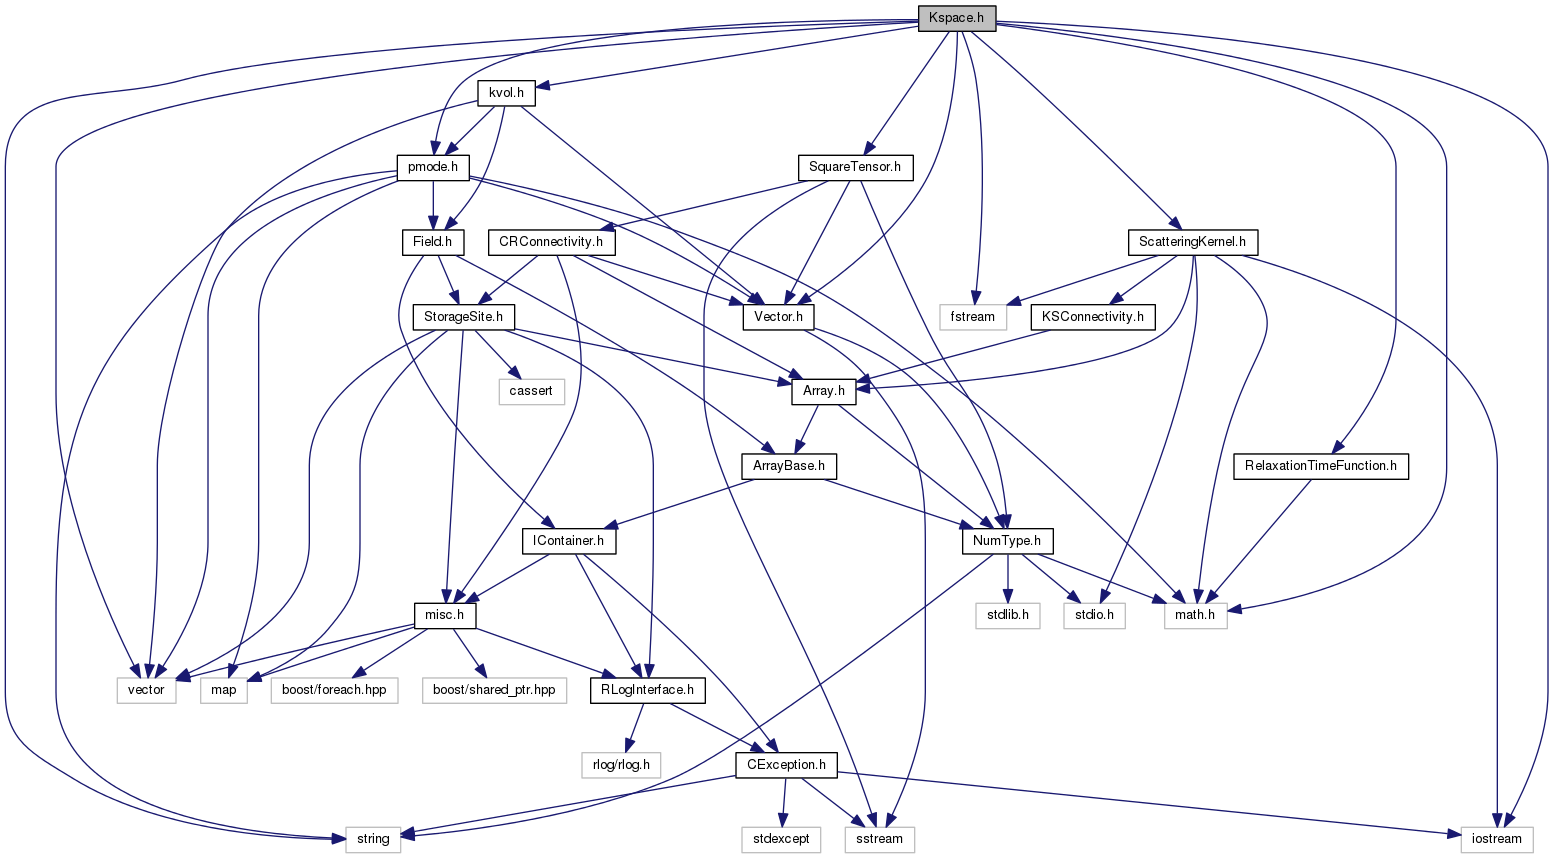 Kspace.h
kvol.h
pmode.h
SquareTensor.h
Field.h
CRConnectivity.h
ScatteringKernel.h
StorageSite.h
Vector.h
fstream
KSConnectivity.h
cassert
Array.h
ArrayBase.h
RelaxationTimeFunction.h
IContainer.h
NumType.h
misc.h
stdlib.h
stdio.h
math.h
vector
map
boost/foreach.hpp
boost/shared_ptr.hpp
RLogInterface.h
rlog/rlog.h
CException.h
string
stdexcept
sstream
iostream